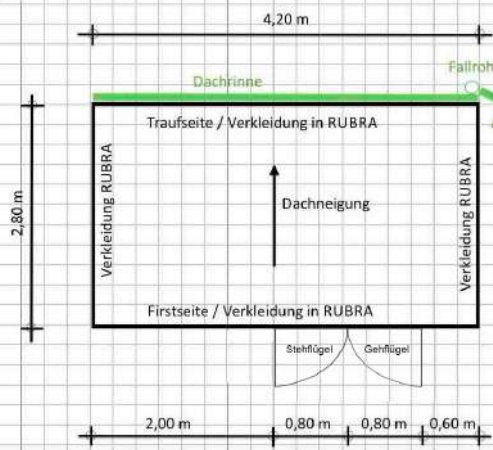 4,20 m
Fallroh
Dachrinne
Traufseite / Verkleidung in RUBRA
Verkleidung RUBRA
Verkleidung RUBRA
2,80 m
Dachneigung
Firstseite / Verkleidung in RUBRA
Stehflügel
Gehflügel
2,00 m
0,80 m
0,80 m
0,60 m